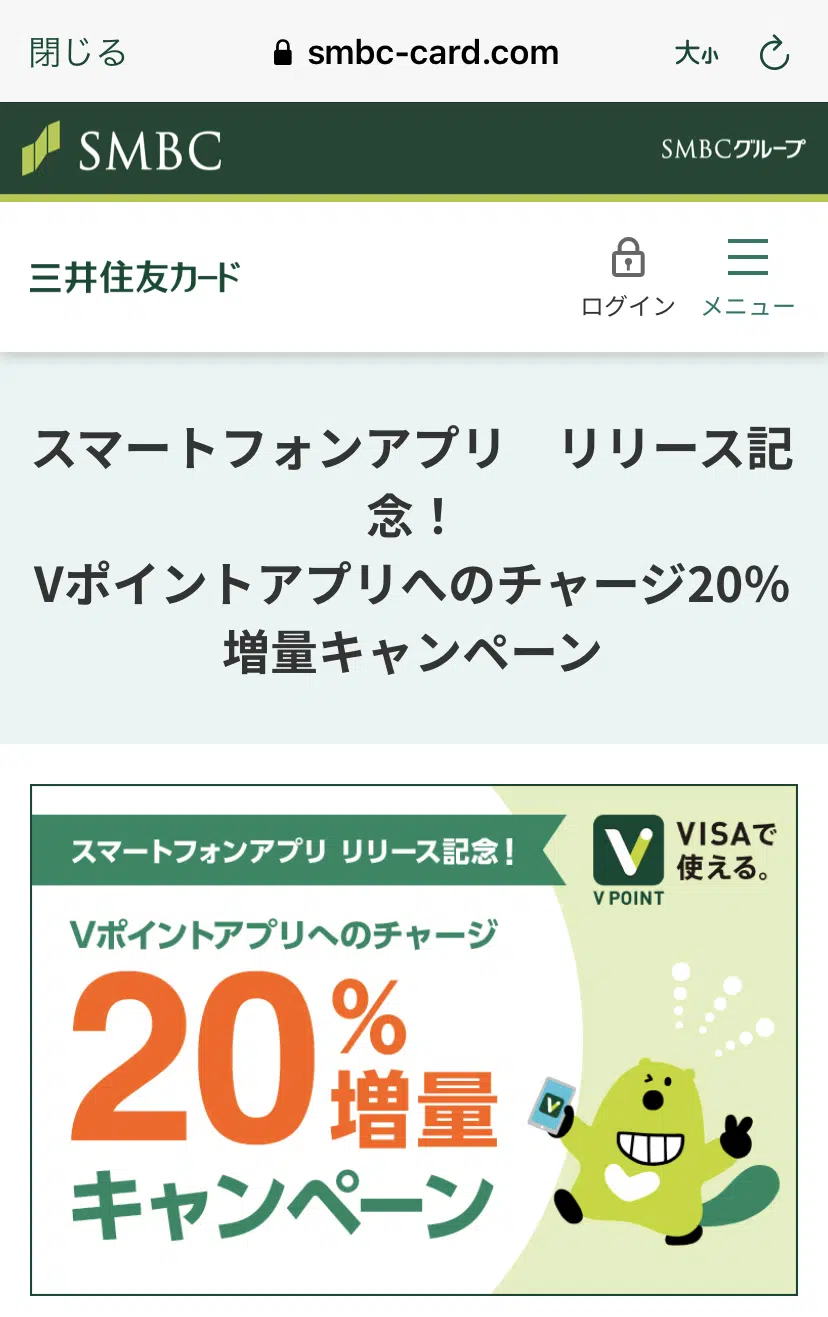 閉じる
smbc-card.com
大小
SMBC
SMBCグループ
三井住友カード
ログイン
メニュー
スマートフォンアプリ　リリース記
念！
Vポイントアプリへのチャージ20%
増量キャンペーン
スマートフォンアプリ リリース記念！
V POINT
VISAで
使える。
Vポイントアプリへのチャージ
20%
増量
キャンペーン